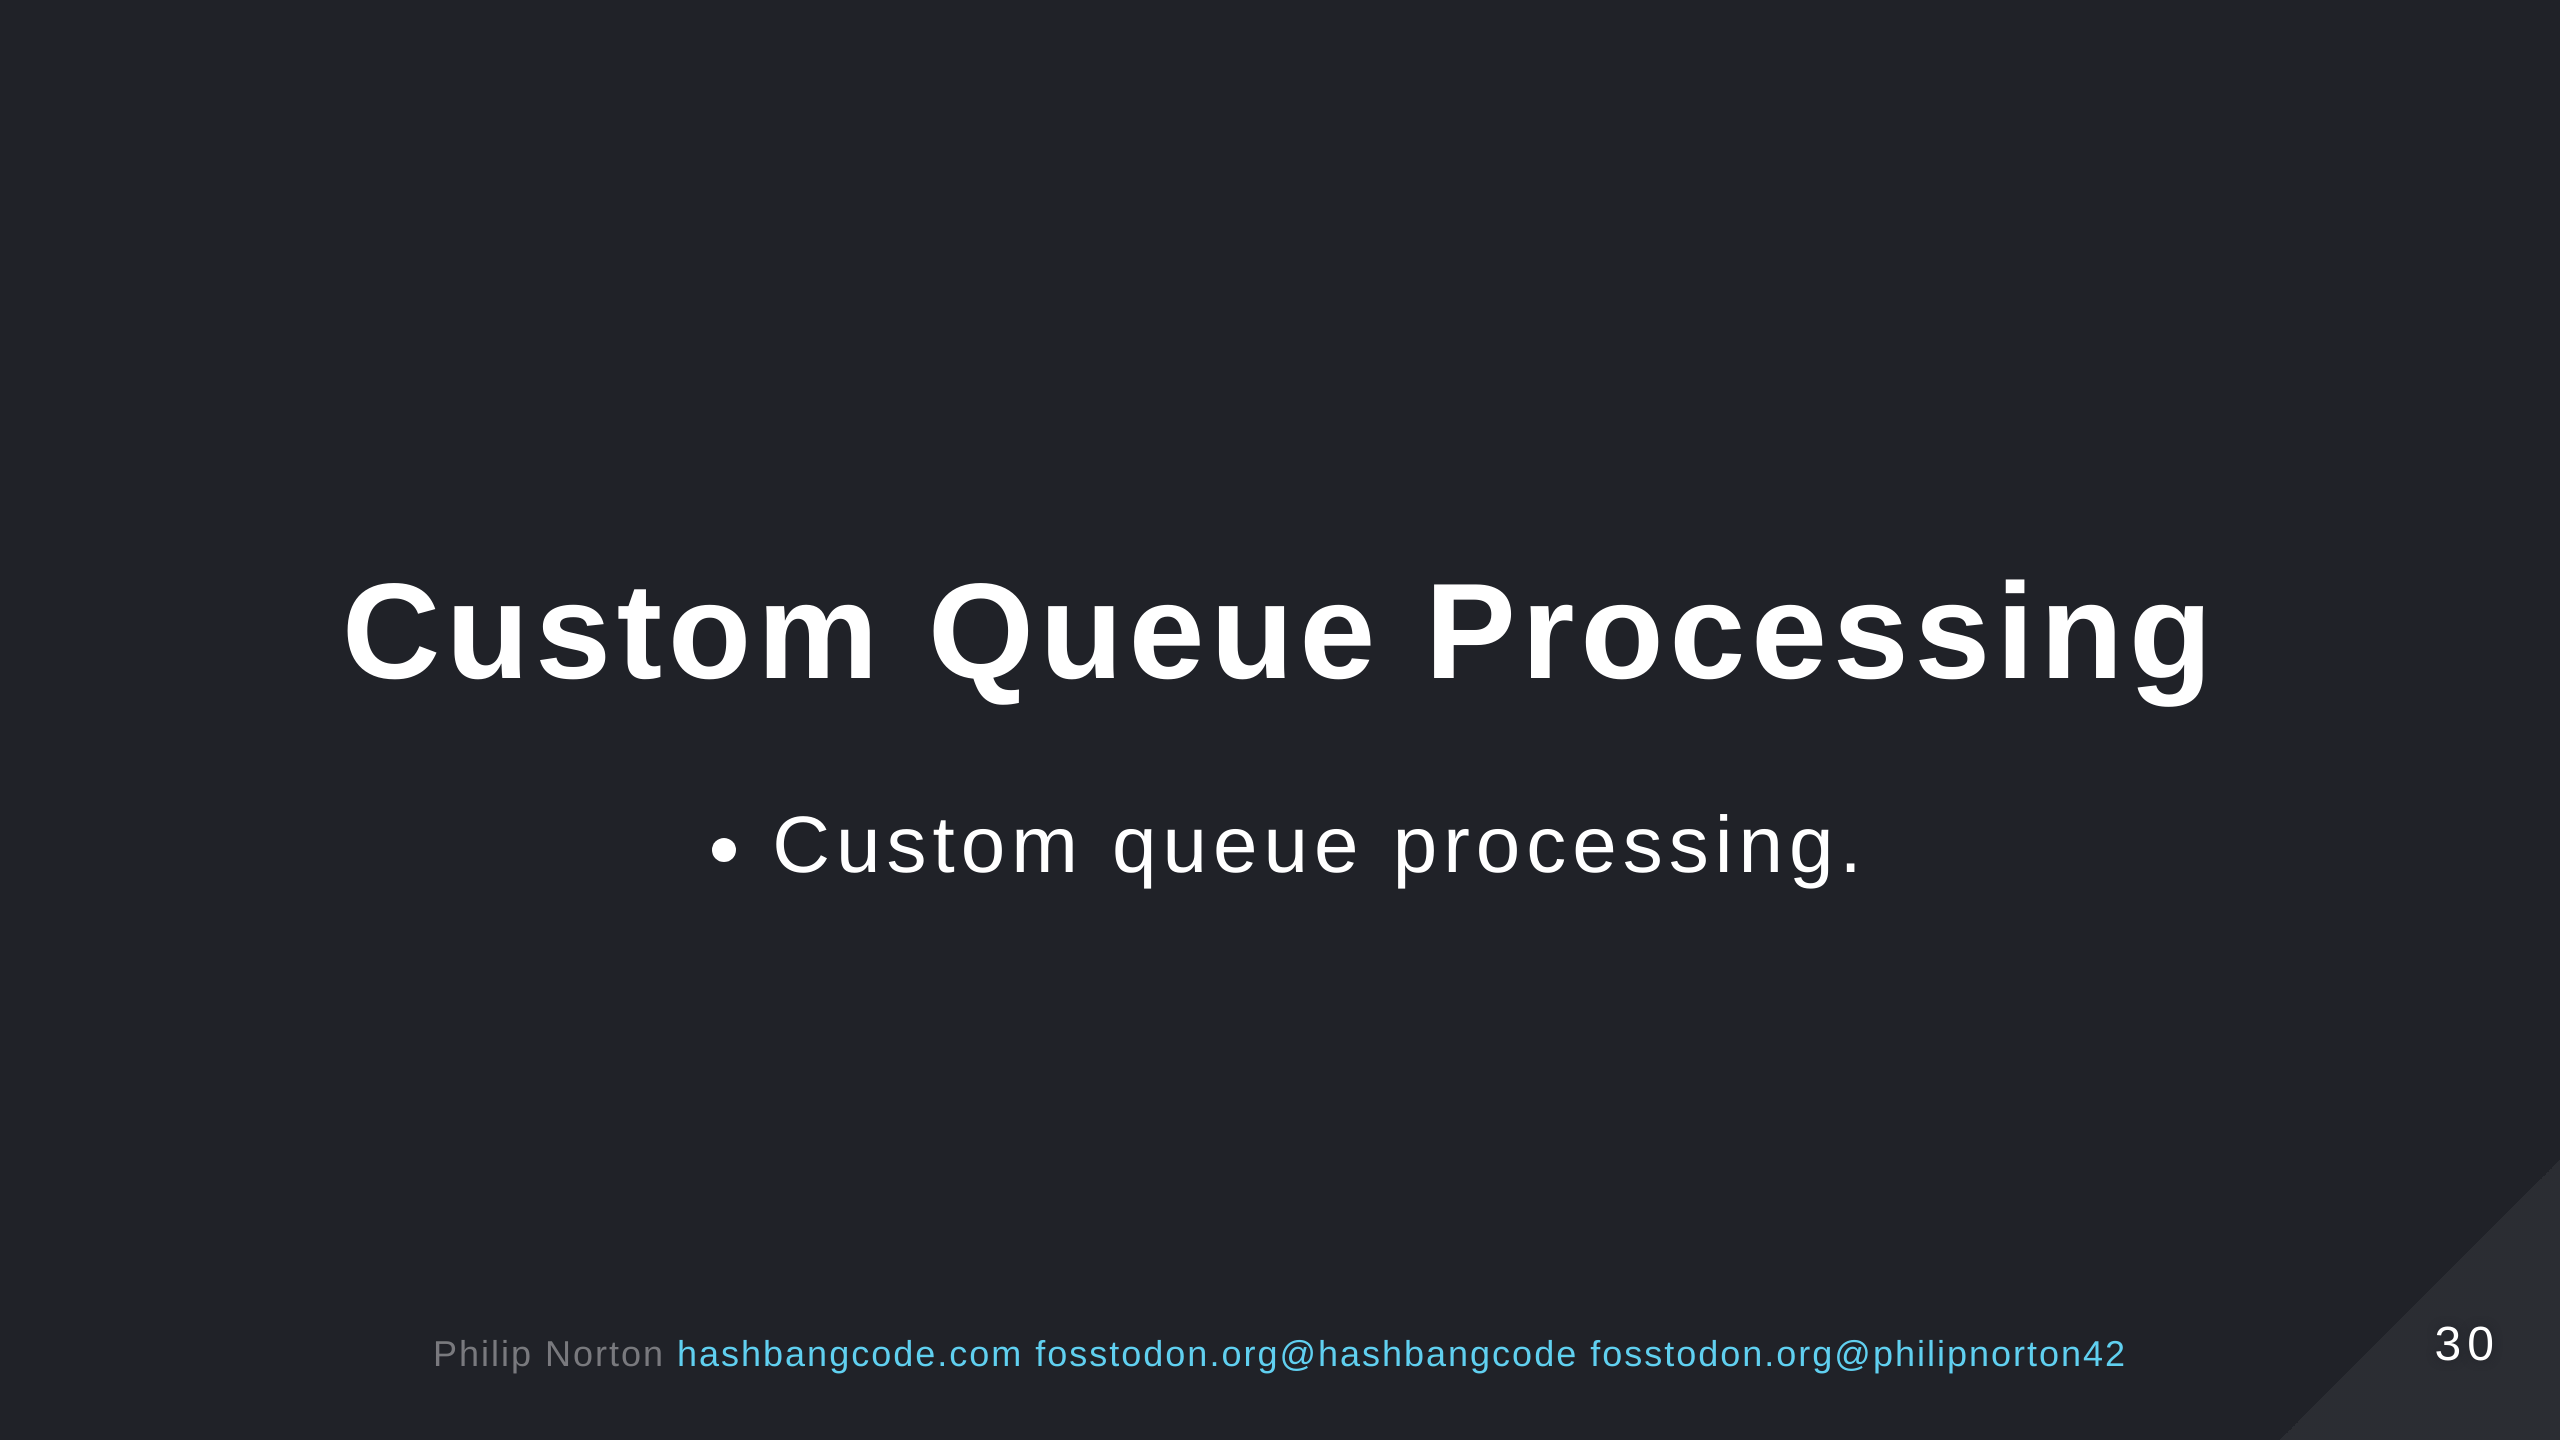 Custom Queue Processing
• Custom queue processing.
Philip Norton hashbangcode.com fosstodon.org@hashbangcode fosstodon.org@philipnorton42
30